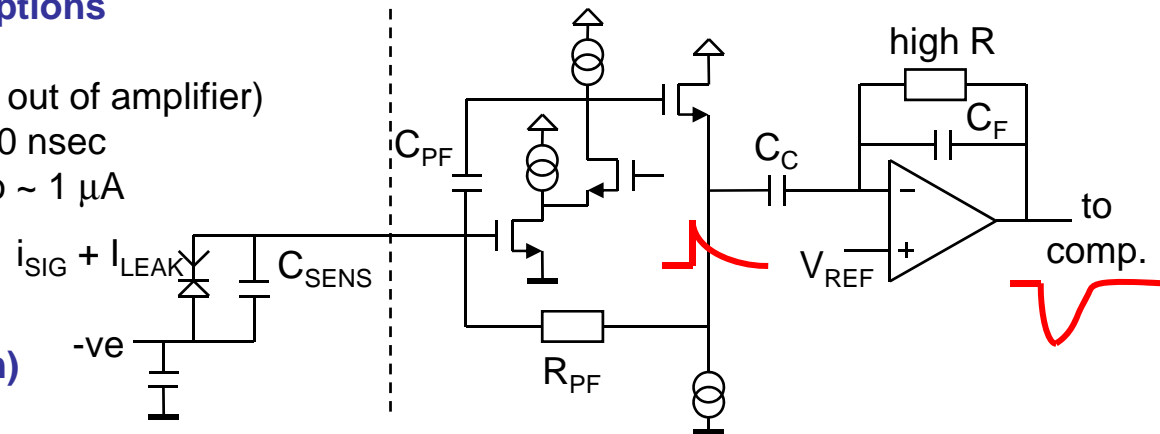 out of amplifier)
0 nsec
~ 1 μA
high R
C_F
C_PF
C_C
to
comp.
i_SIG + I_LEAK
C_SENS
V_REF
-ve
R_PF